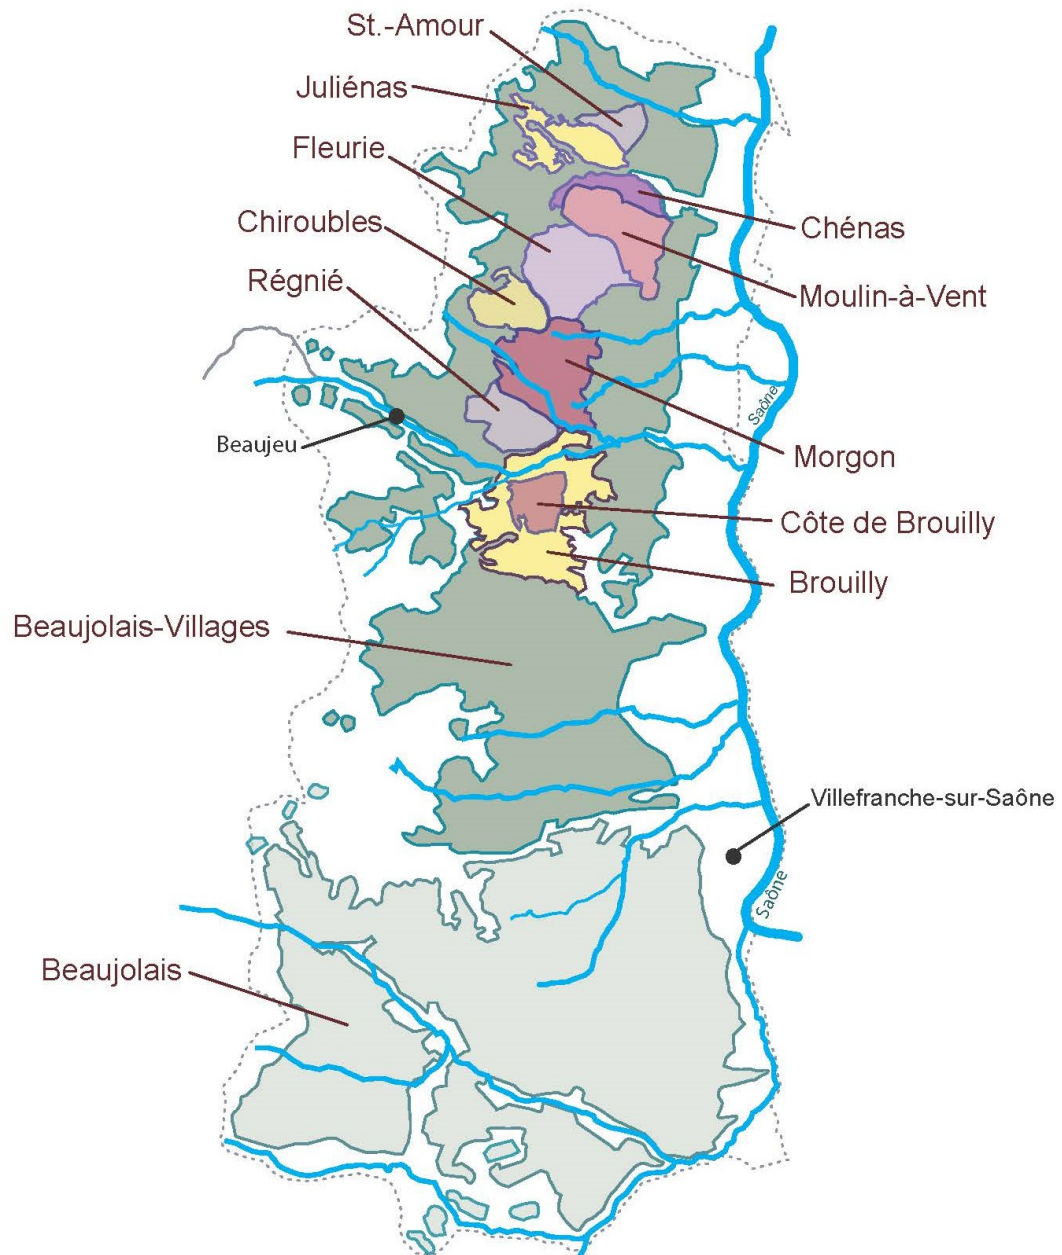 St.-Amour
Juliénas
Fleurie
Chiroubles
Chénas
Régnié
Moulin-à-Vent
Saône
Beaujeu
Morgon
Côte de Brouilly
Brouilly
Beaujolais-Villages
Villefranche-sur-Saône
Saône
Beaujolais